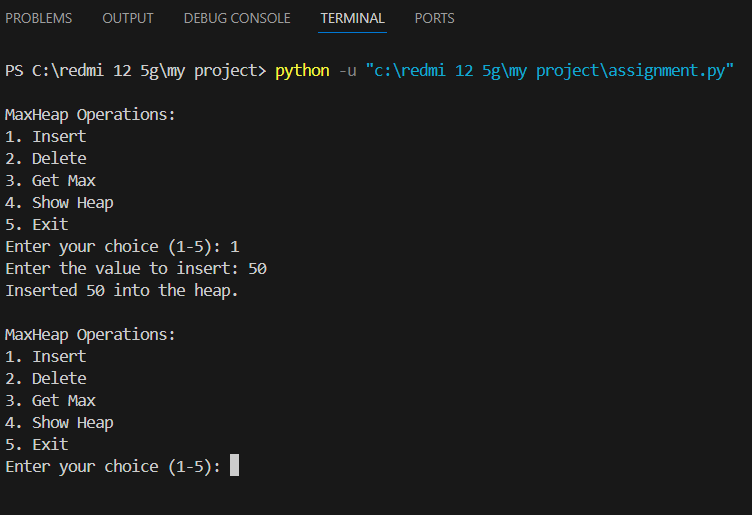 PROBLEMS OUTPUT DEBUG CONSOLE TERMINAL PORTS
PS C:\redmi 12 5g\my project> python -u "c:\redmi 12 5g\my project\assignment.py"
MaxHeap Operations:
1. Insert
2. Delete
3. Get Max
4. Show Heap
5. Exit
Enter your choice (1-5): 1
Enter the value to insert: 50
Inserted 50 into the heap.
MaxHeap Operations:
1. Insert
2. Delete
3. Get Max
4. Show Heap
5. Exit
Enter your choice (1-5):